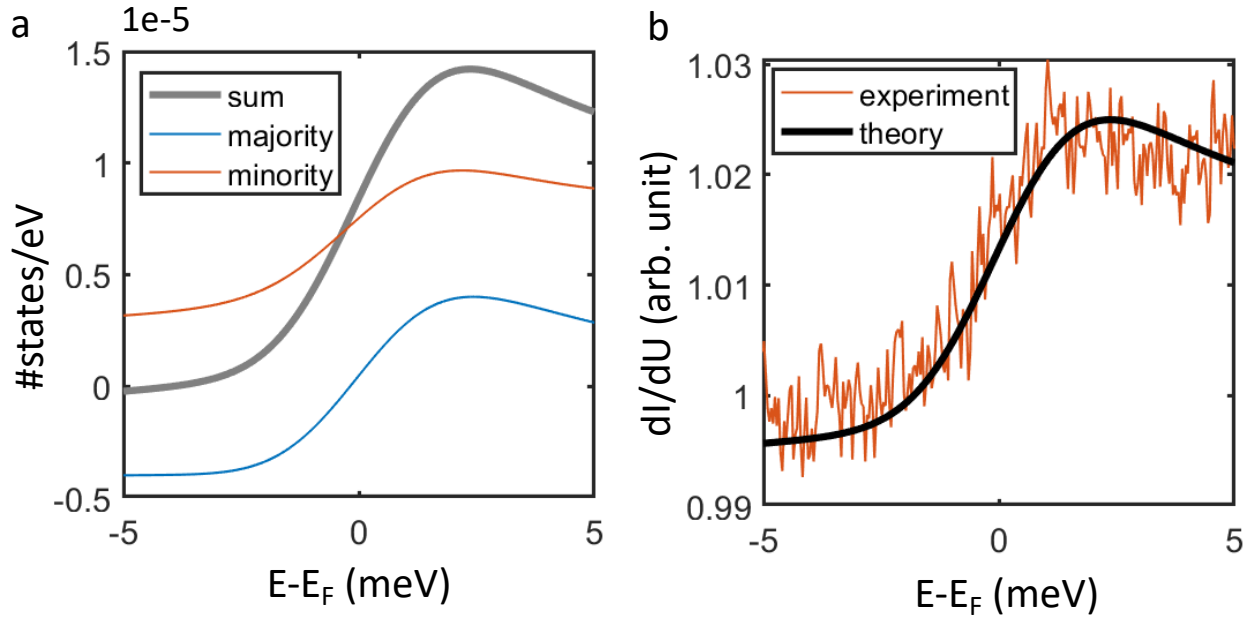 a
1e-5
1.5
1
0.5
0
-0.5
#states/eV
sum
majority
minority
-5
0
5
E-EF (meV)
b
1.03
1.02
1.01
1
0.99
dI/dU (arb. unit)
experiment
theory
-5
0
5
E-EF (meV)